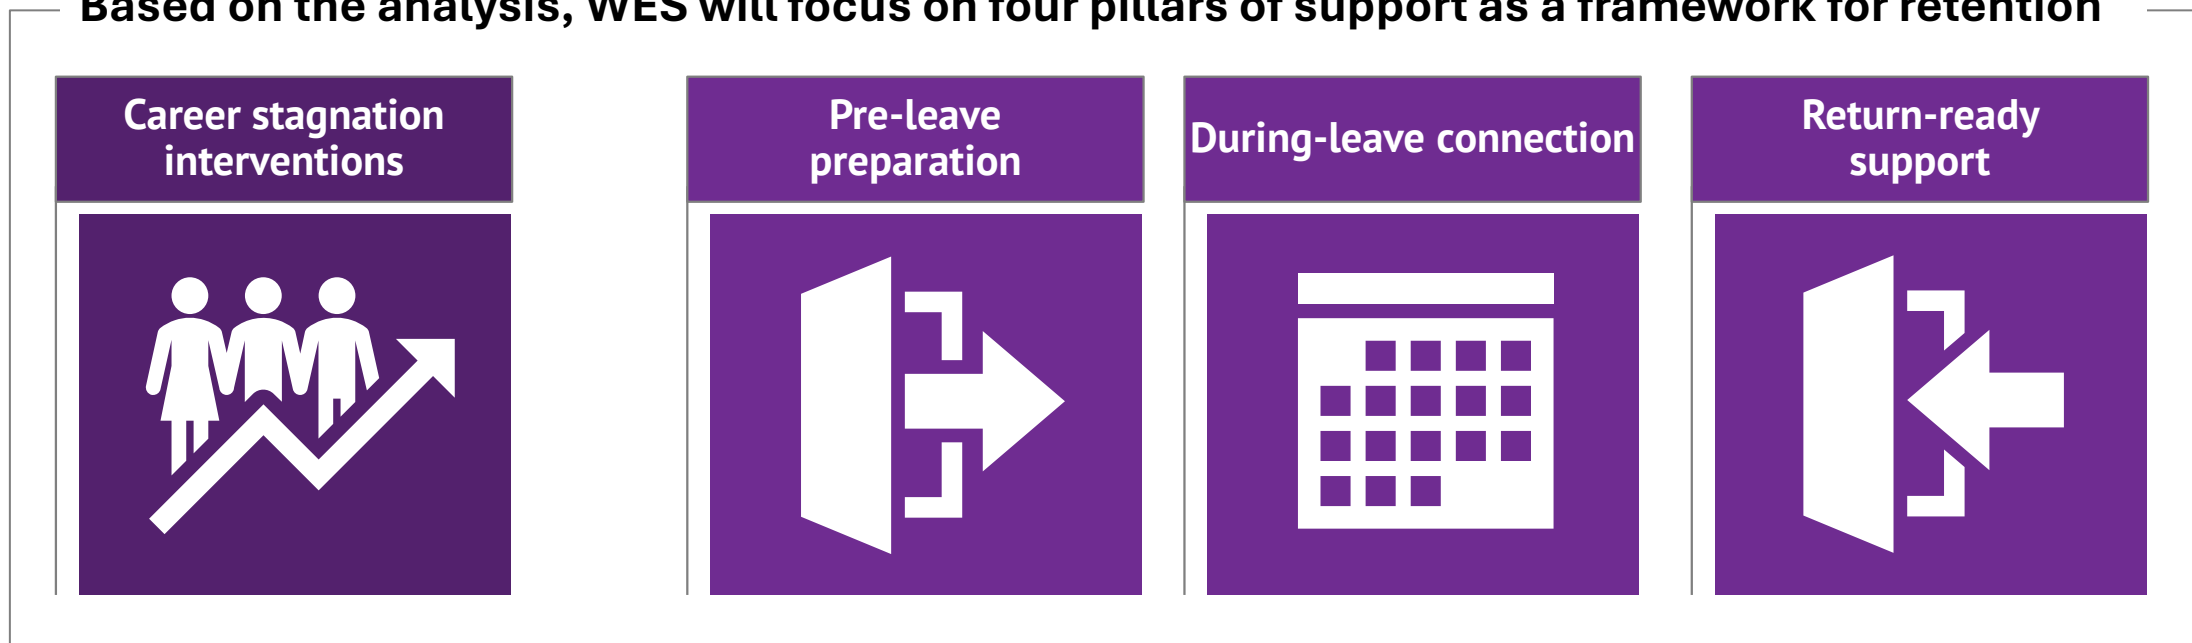 Based on the analysis, WES will focus on four pillars of support as a framework for retention
Career stagnation
interventions
Pre-leave
preparation
During-leave connection
Return-ready
support